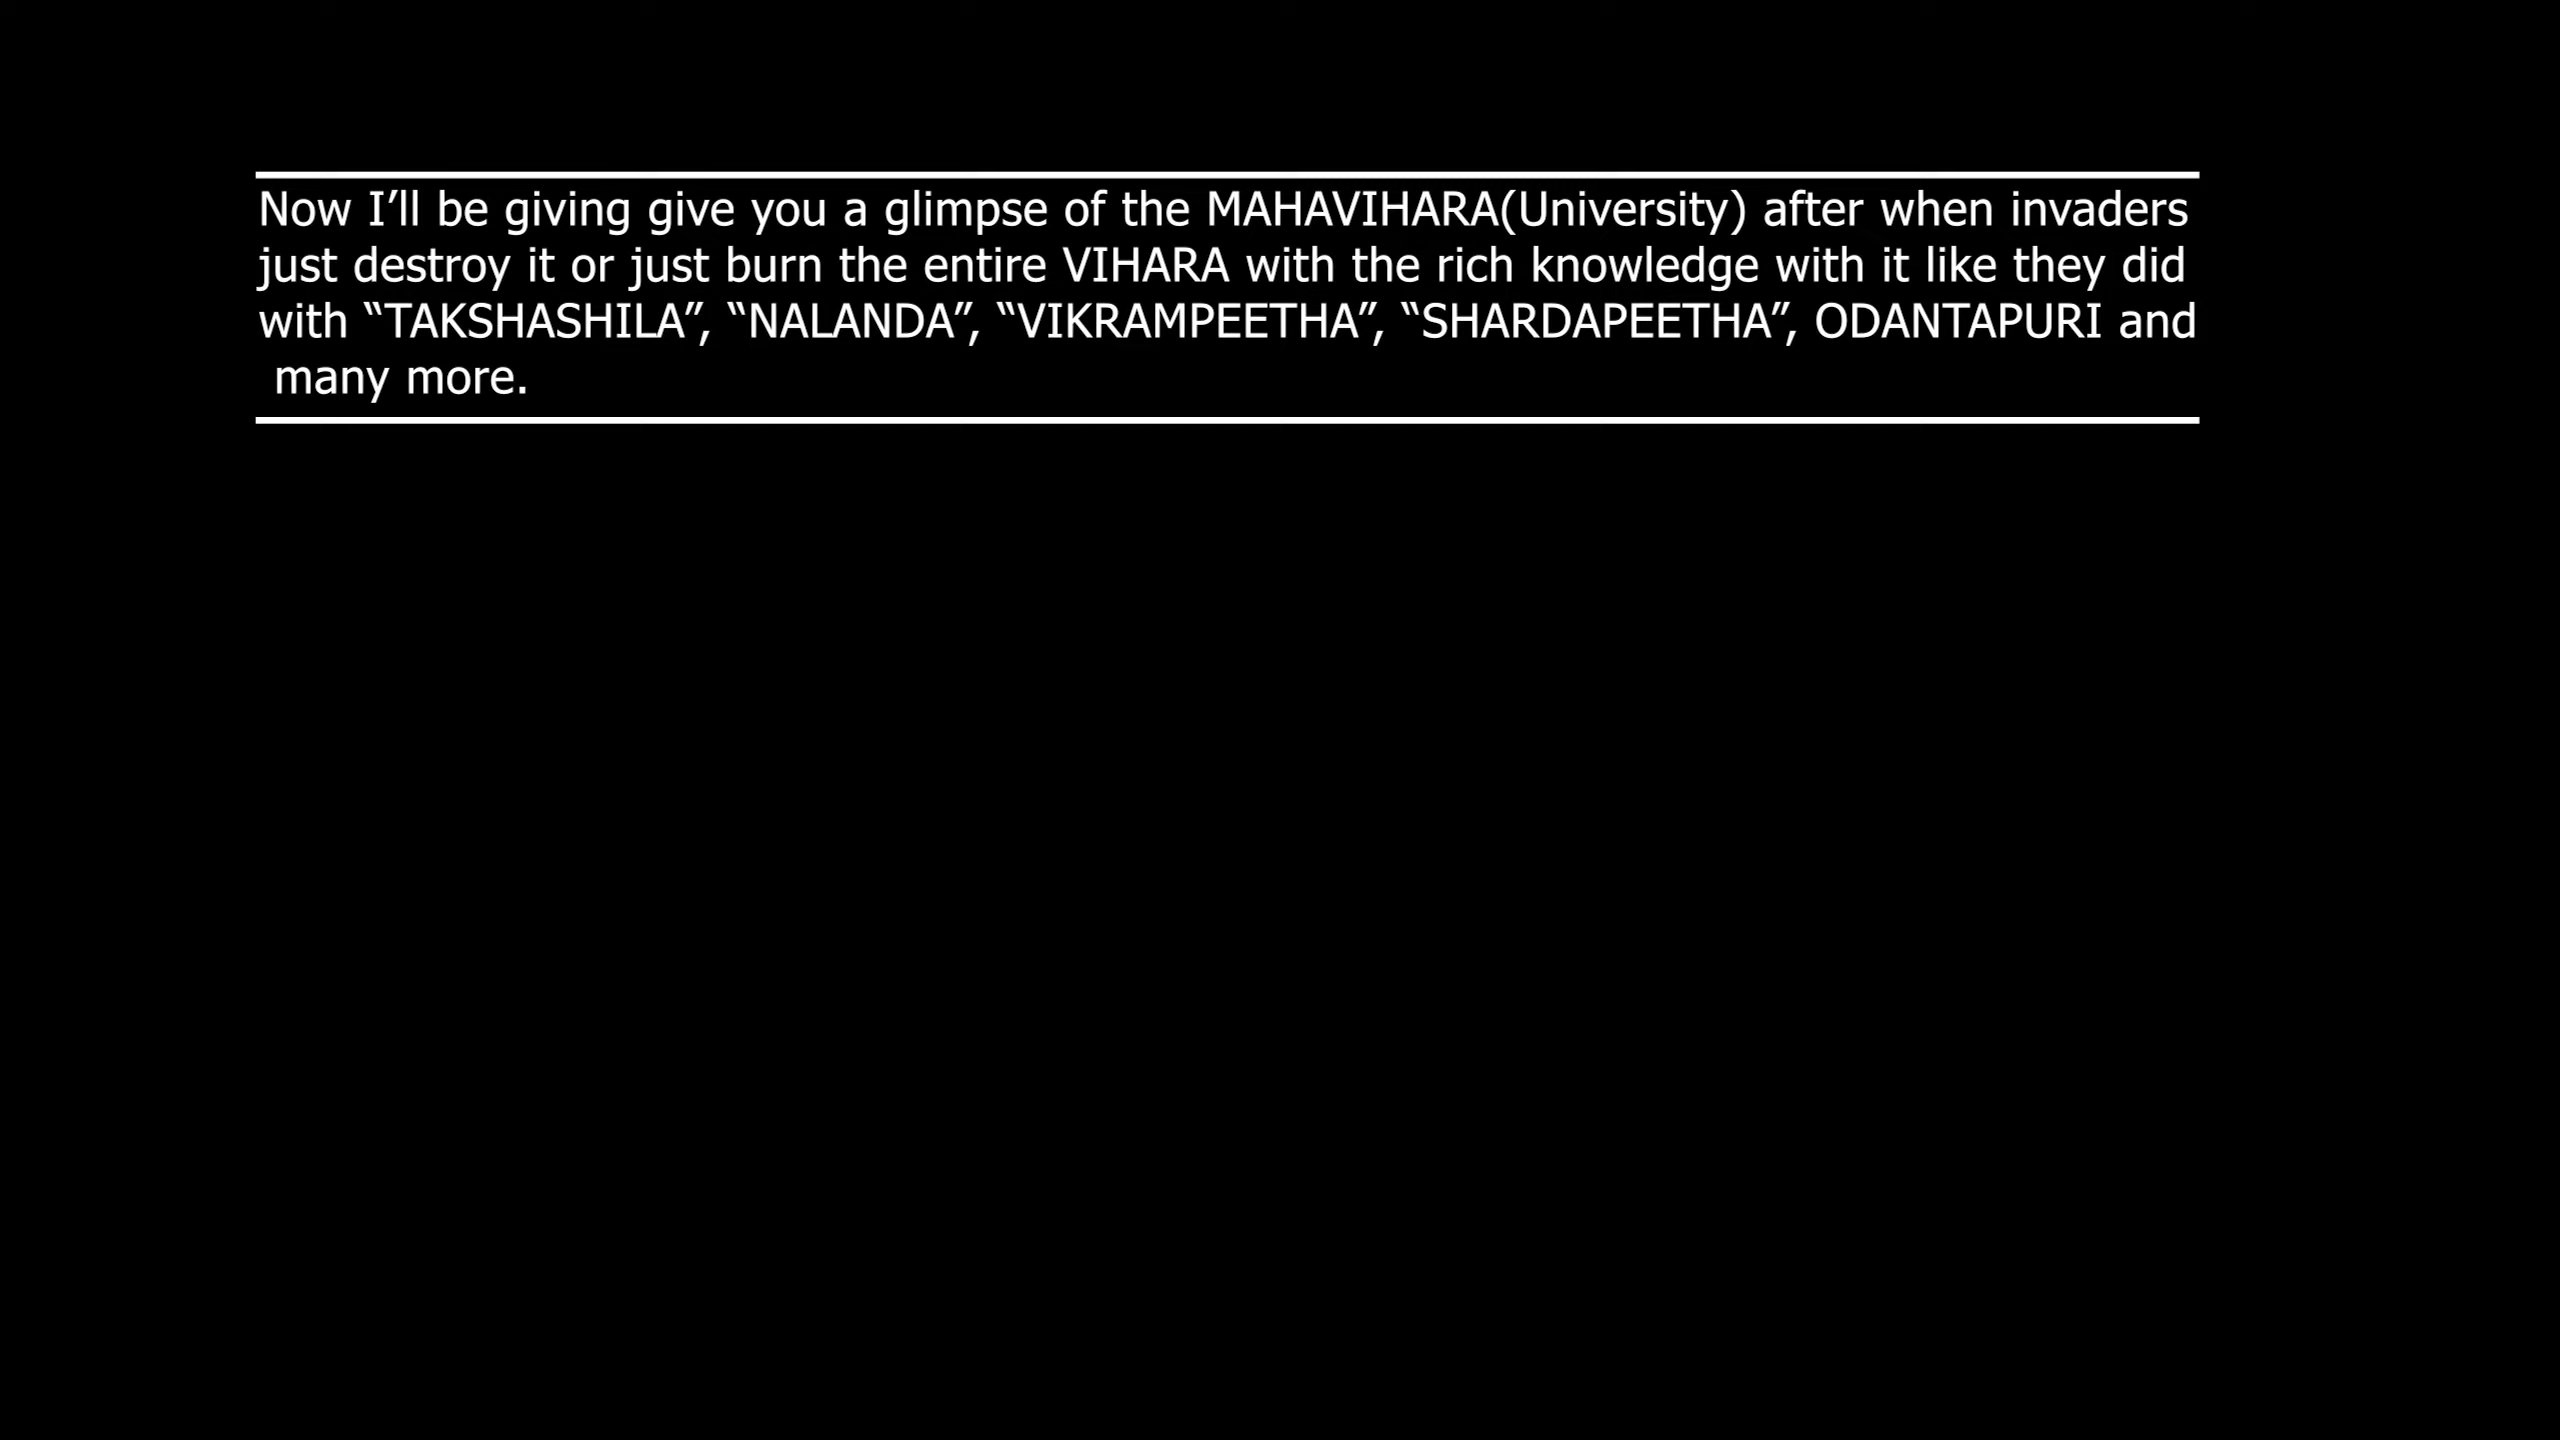 Now I’ll be giving give you a glimpse of the MAHAVIHARA(University) after when invaders
just destroy it or just burn the entire VIHARA with the rich knowledge with it like they did
with “TAKSHASHILA”, “NALANDA”, “VIKRAMPEETHA”, “SHARDAPEETHA”, ODANTAPURI and
many more.